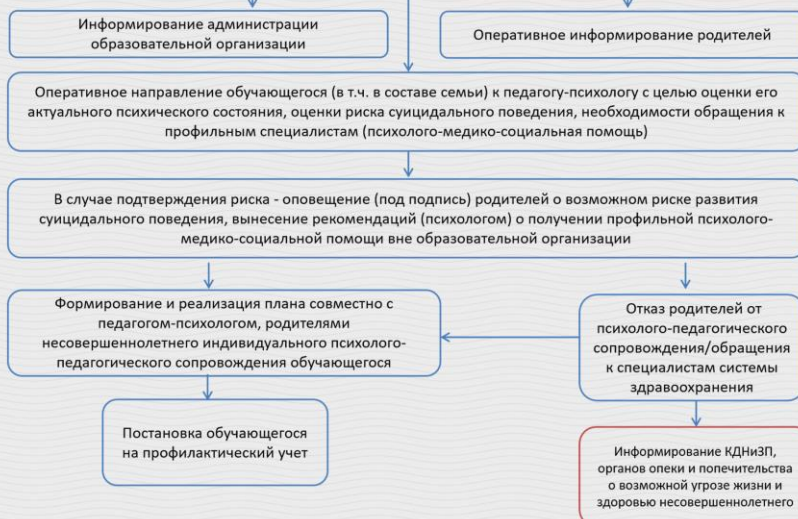 Информирование администрации
образовательной организации
Оперативное информирование родителей
Оперативное направление обучающегося (в т.ч. в составе семьи) к педагогу-психологу с целью оценки его
актуального психического состояния, оценки риска суицидального поведения, необходимости обращения к
профильным специалистам (психолого-медико-социальная помощь)
В случае подтверждения риска - оповещение (под подпись) родителей о возможном риске развития
суицидального поведения, вынесение рекомендаций (психологом) о получении профильной психолого-
медико-социальной помощи вне образовательной организации
Формирование и реализация плана совместно с
педагогом-психологом, родителями
несовершеннолетнего индивидуального психолого-
педагогического сопровождения обучающегося
Отказ родителей от
психолого-педагогического
сопровождения/обращения
к специалистам системы
здравоохранения
Постановка обучающегося
на профилактический учет
Информирование КДНиЗП,
органов опеки и попечительства
о возможной угрозе жизни и
здоровью несовершеннолетнего